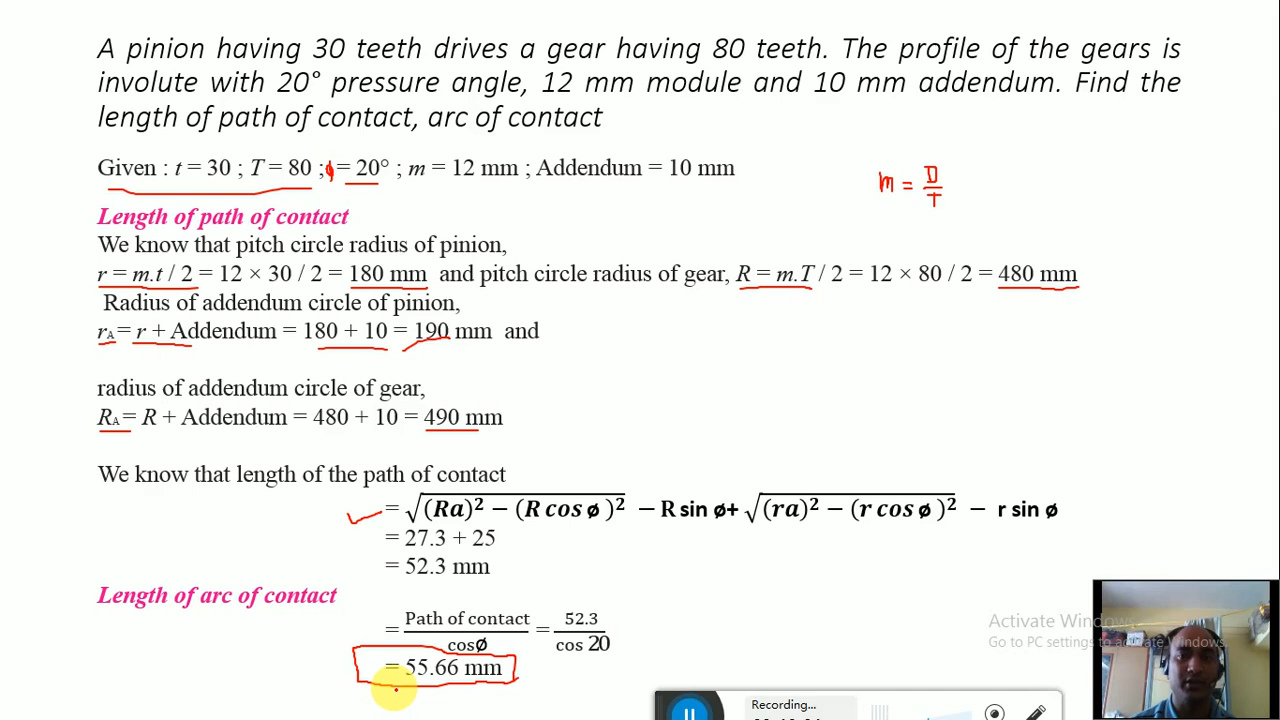 A pinion having 30 teeth drives a gear having 80 teeth. The profile of the gears is
involute with 20° pressure angle, 12 mm module and 10 mm addendum. Find the
length of path of contact, arc of contact
Given : t = 30 ; T = 80 ; ϕ = 20° ; m = 12 mm ; Addendum = 10 mm
m = D/T
Length of path of contact
We know that pitch circle radius of pinion,
r = m.t / 2 = 12 × 30 / 2 = 180 mm and pitch circle radius of gear, R = m.T / 2 = 12 × 80 / 2 = 480 mm
Radius of addendum circle of pinion,
rA = r + Addendum = 180 + 10 = 190 mm and
radius of addendum circle of gear,
RA = R + Addendum = 480 + 10 = 490 mm
We know that length of the path of contact
= √(Ra)² − (R cos ø )² − R sin ø+ √(ra)² − (r cos ø )² − r sin ø
= 27.3 + 25
= 52.3 mm
Length of arc of contact
= Path of contact / cosø = 52.3 / cos 20
= 55.66 mm
Activate Windows
Go to PC settings to activate Windows.
Recording...